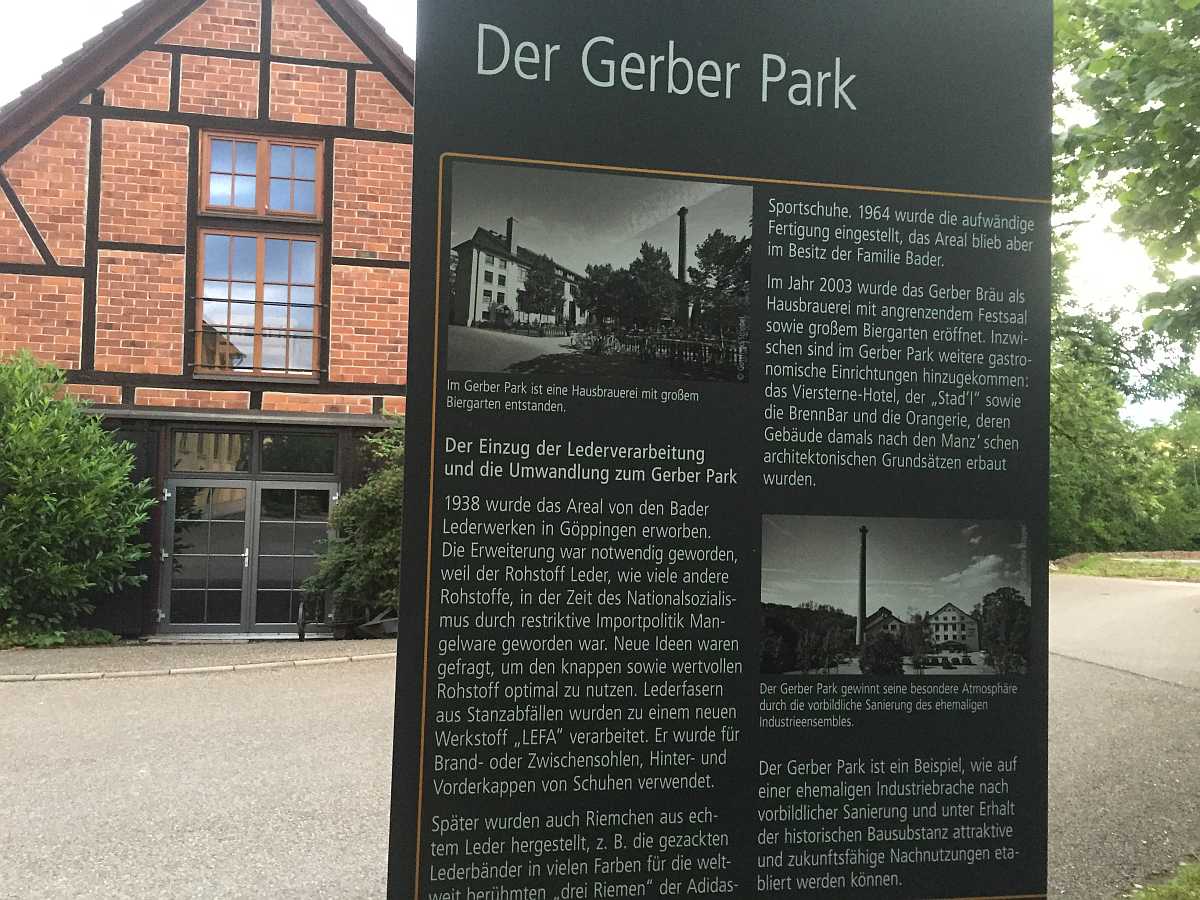 Der Gerber Park
Im Gerber Park ist eine Hausbrauerei mit großem
Biergarten entstanden.
Der Einzug der Lederverarbeitung
und die Umwandlung zum Gerber Park
1938 wurde das Areal von den Bader
Lederwerken in Göppingen erworben.
Die Erweiterung war notwendig geworden,
weil der Rohstoff Leder, wie viele andere
Rohstoffe, in der Zeit des Nationalsozialis-
mus durch restriktive Importpolitik Man-
gelware geworden war. Neue Ideen waren
gefragt, um den knappen sowie wertvollen
Rohstoff optimal zu nutzen. Lederfasern
aus Stanzabfällen wurden zu einem neuen
Werkstoff „LEFA“ verarbeitet. Er wurde für
Brand- oder Zwischensohlen, Hinter- und
Vorderkappen von Schuhen verwendet.
Später wurden auch Riemchen aus ech-
tem Leder hergestellt, z. B. die gezackten
Lederbänder in vielen Farben für die welt-
weit berühmten „drei Riemen“ der Adidas-
Sportschuhe. 1964 wurde die aufwändige
Fertigung eingestellt, das Areal blieb aber
im Besitz der Familie Bader.
Im Jahr 2003 wurde das Gerber Bräu als
Hausbrauerei mit angrenzendem Festsaal
sowie großem Biergarten eröffnet. Inzwi-
schen sind im Gerber Park weitere gastro-
nomische Einrichtungen hinzugekommen:
das Viersterne-Hotel, der „Stad’l“ sowie
die BrennBar und die Orangerie, deren
Gebäude damals nach den Manz’ schen
architektonischen Grundsätzen erbaut
wurden.
Der Gerber Park gewinnt seine besondere Atmosphäre
durch die vorbildliche Sanierung des ehemaligen
Industrieensembles.
Der Gerber Park ist ein Beispiel, wie auf
einer ehemaligen Industriebrache nach
vorbildlicher Sanierung und unter Erhalt
der historischen Bausubstanz attraktive
und zukunftsfähige Nachnutzungen eta-
bliert werden können.